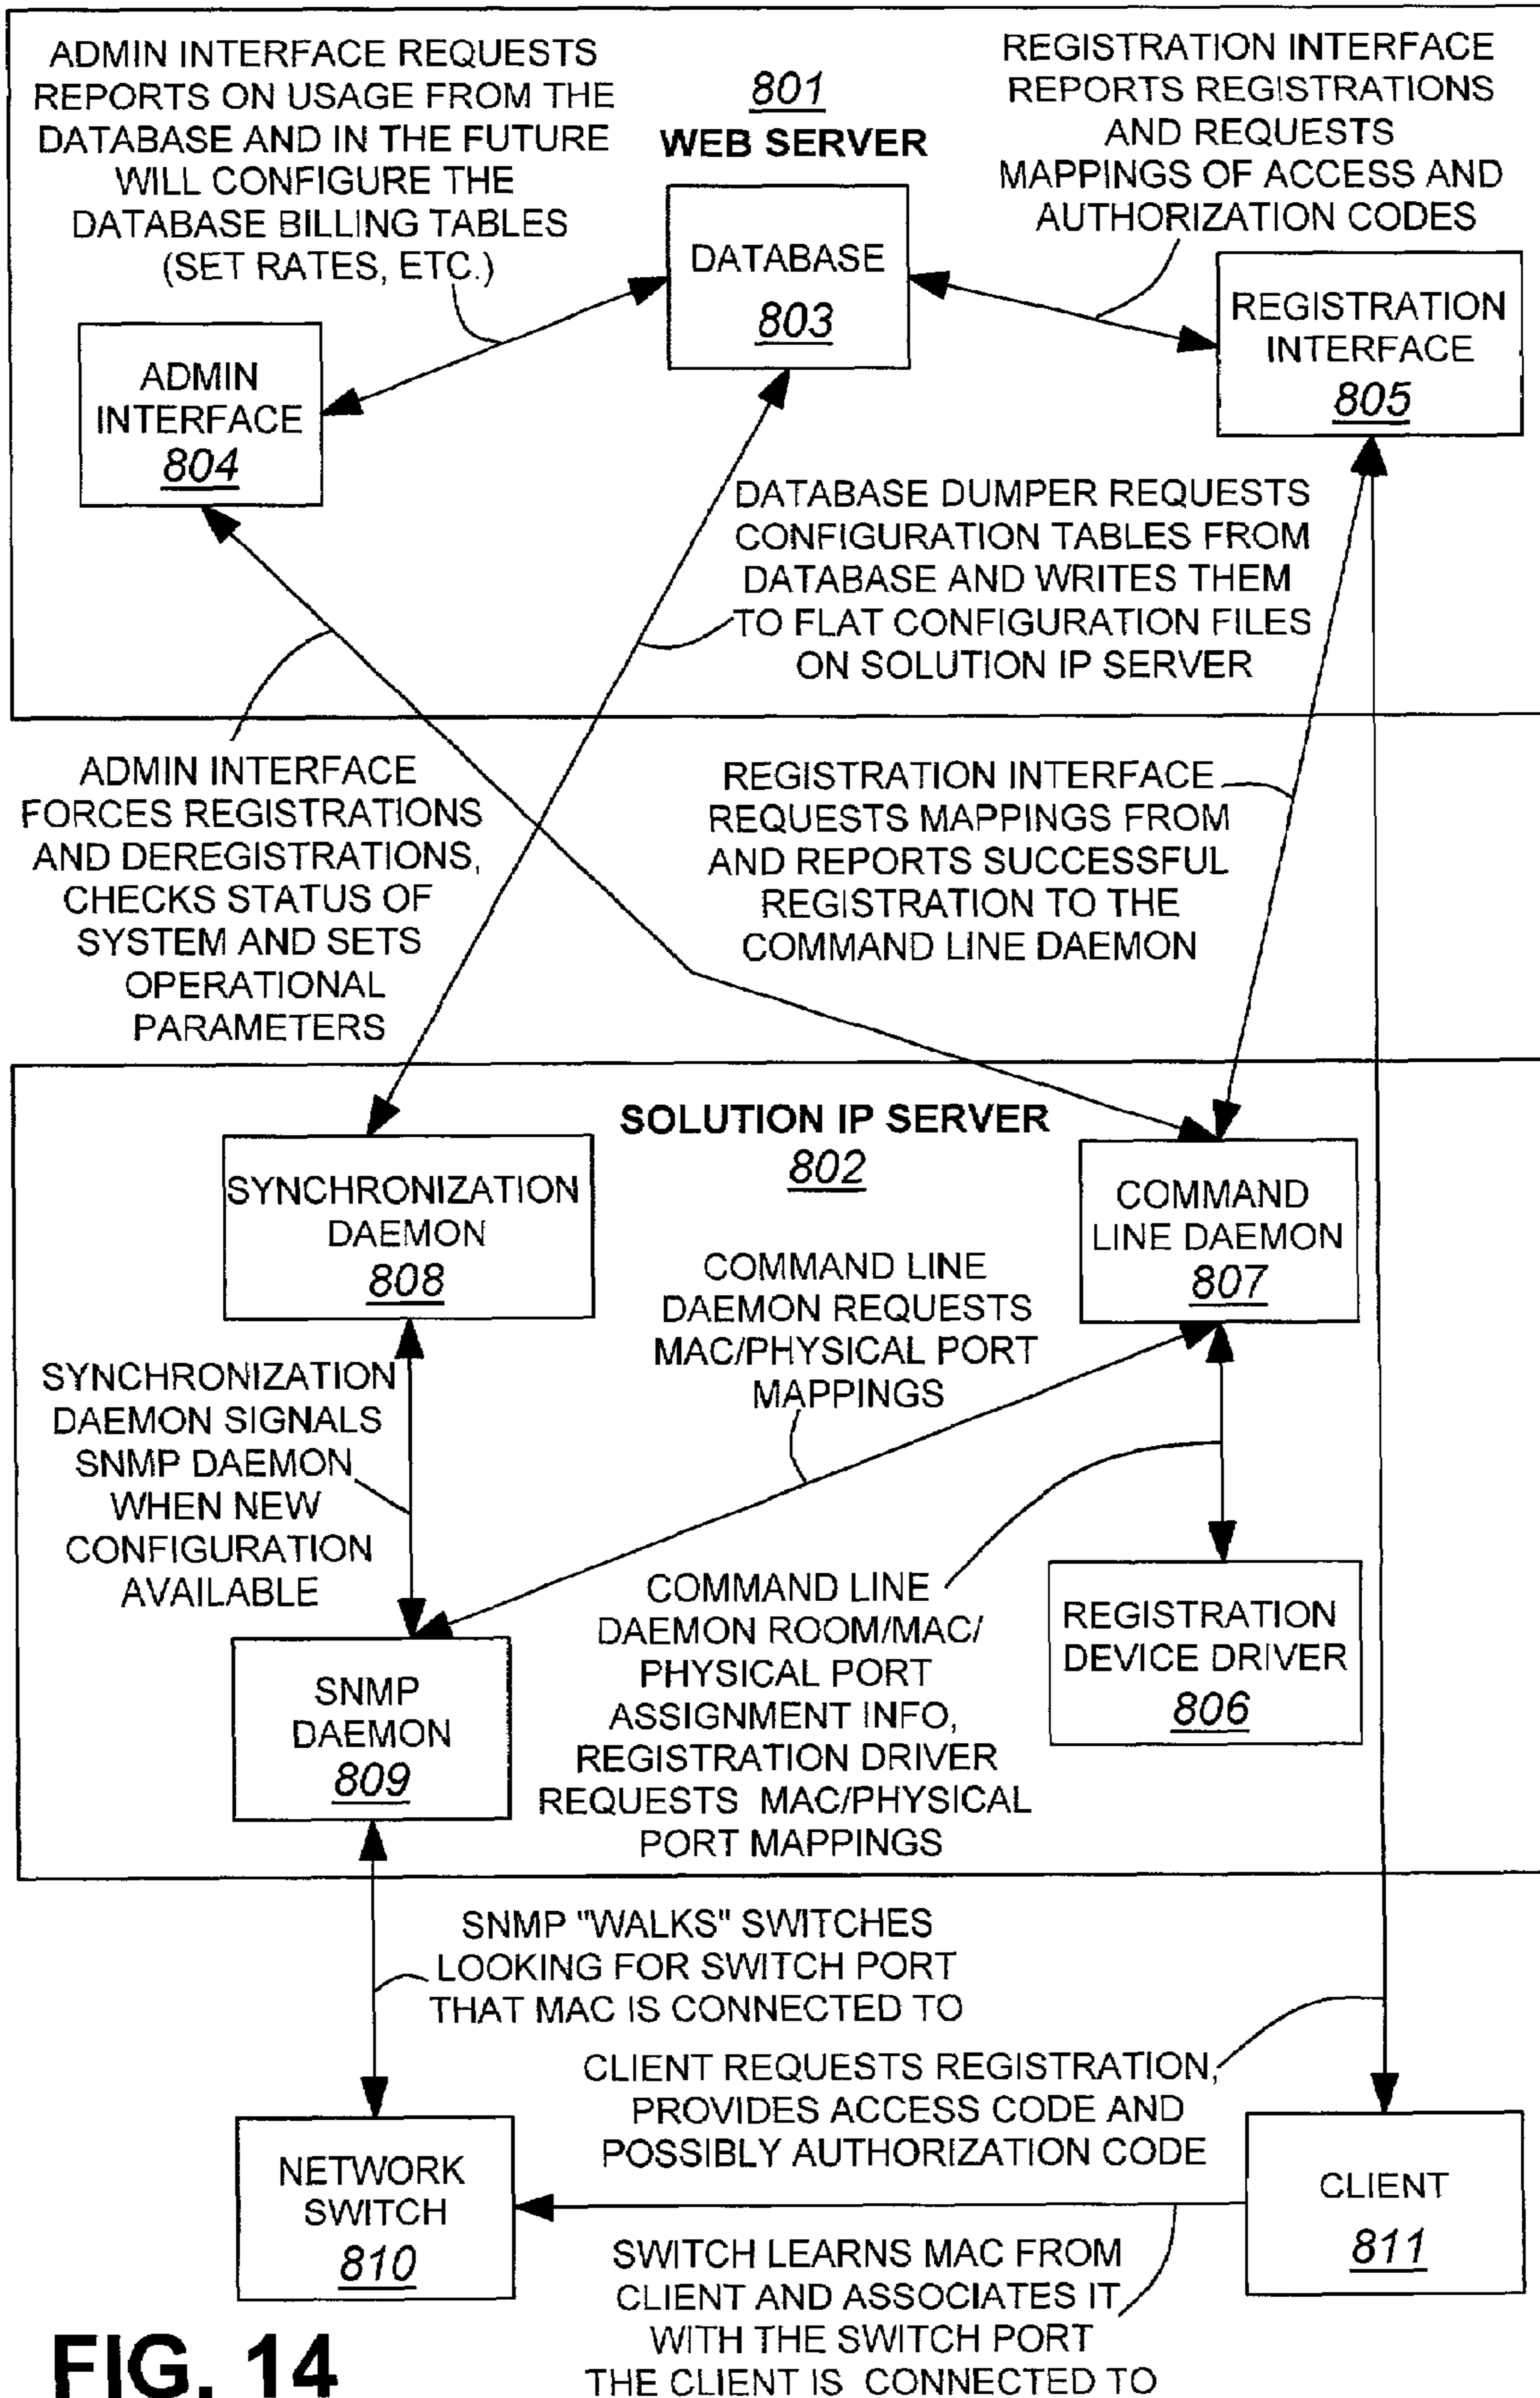 ADMIN INTERFACE REQUESTS
REPORTS ON USAGE FROM THE
DATABASE AND IN THE FUTURE
WILL CONFIGURE THE
DATABASE BILLING TABLES
(SET RATES, ETC.)
801
WEB SERVER
REGISTRATION INTERFACE
REPORTS REGISTRATIONS
AND REQUESTS
MAPPINGS OF ACCESS AND
AUTHORIZATION CODES
DATABASE
803
REGISTRATION
INTERFACE
805
ADMIN
INTERFACE
804
DATABASE DUMPER REQUESTS
CONFIGURATION TABLES FROM
DATABASE AND WRITES THEM
TO FLAT CONFIGURATION FILES
ON SOLUTION IP SERVER
ADMIN INTERFACE
FORCES REGISTRATIONS
AND DEREGISTRATIONS,
CHECKS STATUS OF
SYSTEM AND SETS
OPERATIONAL
PARAMETERS
REGISTRATION INTERFACE
REQUESTS MAPPINGS FROM
AND REPORTS SUCCESSFUL
REGISTRATION TO THE
COMMAND LINE DAEMON
SOLUTION IP SERVER
802
SYNCHRONIZATION
DAEMON
808
COMMAND
LINE DAEMON
807
COMMAND LINE
DAEMON REQUESTS
MAC/PHYSICAL PORT
MAPPINGS
SYNCHRONIZATION
DAEMON SIGNALS
SNMP DAEMON
WHEN NEW
CONFIGURATION
AVAILABLE
COMMAND LINE
DAEMON ROOM/MAC/
PHYSICAL PORT
ASSIGNMENT INFO,
REGISTRATION DRIVER
REQUESTS MAC/PHYSICAL
PORT MAPPINGS
REGISTRATION
DEVICE DRIVER
806
SNMP
DAEMON
809
SNMP "WALKS" SWITCHES
LOOKING FOR SWITCH PORT
THAT MAC IS CONNECTED TO
CLIENT REQUESTS REGISTRATION,
PROVIDES ACCESS CODE AND
POSSIBLY AUTHORIZATION CODE
NETWORK
SWITCH
810
CLIENT
811
SWITCH LEARNS MAC FROM
CLIENT AND ASSOCIATES IT
WITH THE SWITCH PORT
THE CLIENT IS CONNECTED TO
FIG. 14